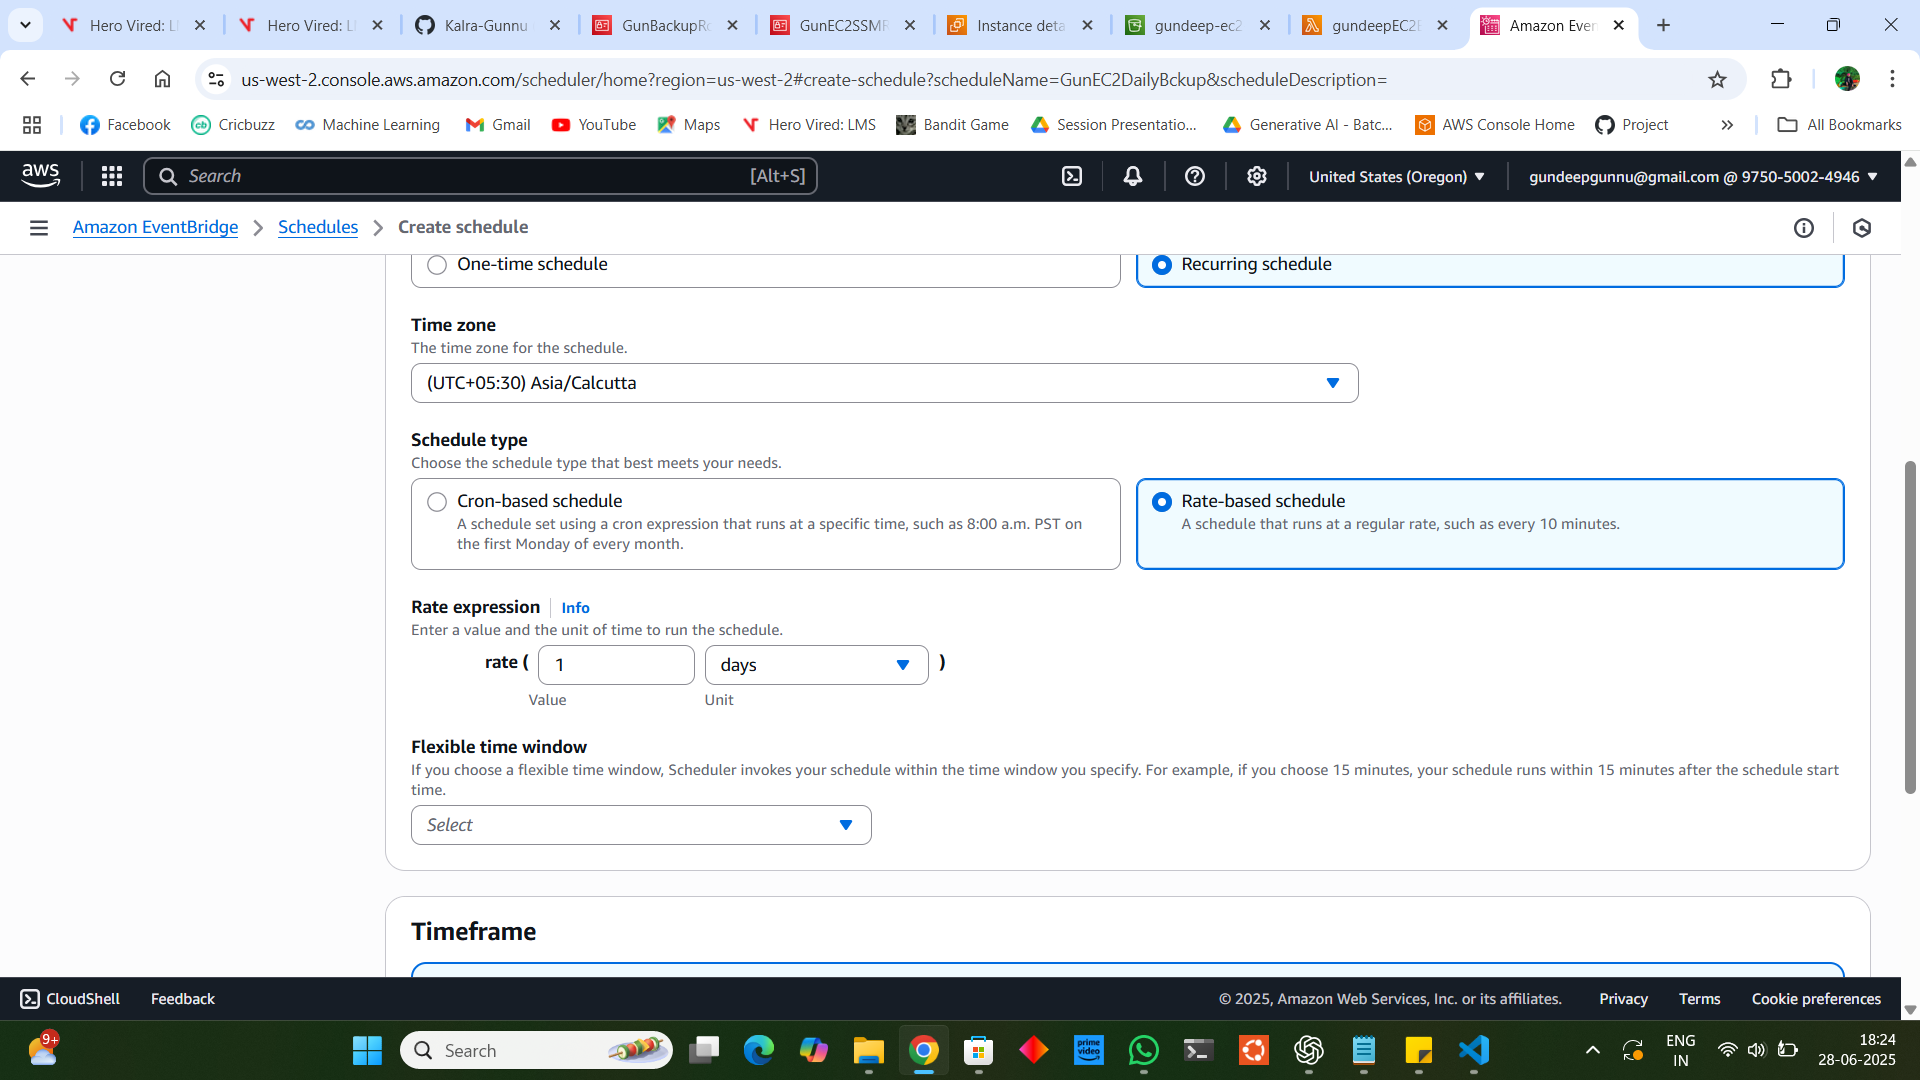 Hero Vired: L
Hero Vired: L
Kalra-Gunnu
GunBackupRo
GunEC2SSMR
Instance deta
gundeep-ec2
gundeepEC2
Amazon Even
us-west-2.console.aws.amazon.com/scheduler/home?region=us-west-2#create-schedule?scheduleName=GunEC2DailyBckup&scheduleDescription=
Facebook
Cricbuzz
Machine Learning
Gmail
YouTube
Maps
Hero Vired: LMS
Bandit Game
Session Presentatio...
Generative AI - Batc...
AWS Console Home
Project
All Bookmarks
aws
Search
[Alt+S]
United States (Oregon)
gundeepgunnu@gmail.com @ 9750-5002-4946
Amazon EventBridge
Schedules
Create schedule
One-time schedule
Recurring schedule
Time zone
The time zone for the schedule.
(UTC+05:30) Asia/Calcutta
Schedule type
Choose the schedule type that best meets your needs.
Cron-based schedule
A schedule set using a cron expression that runs at a specific time, such as 8:00 a.m. PST on
the first Monday of every month.
Rate-based schedule
A schedule that runs at a regular rate, such as every 10 minutes.
Rate expression
Info
Enter a value and the unit of time to run the schedule.
rate ( 1 days )
Value
Unit
Flexible time window
If you choose a flexible time window, Scheduler invokes your schedule within the time window you specify. For example, if you choose 15 minutes, your schedule runs within 15 minutes after the schedule start
time.
Select
Timeframe
CloudShell
Feedback
© 2025, Amazon Web Services, Inc. or its affiliates.
Privacy
Terms
Cookie preferences
9+
Search
prime video
ENG
IN
18:24
28-06-2025